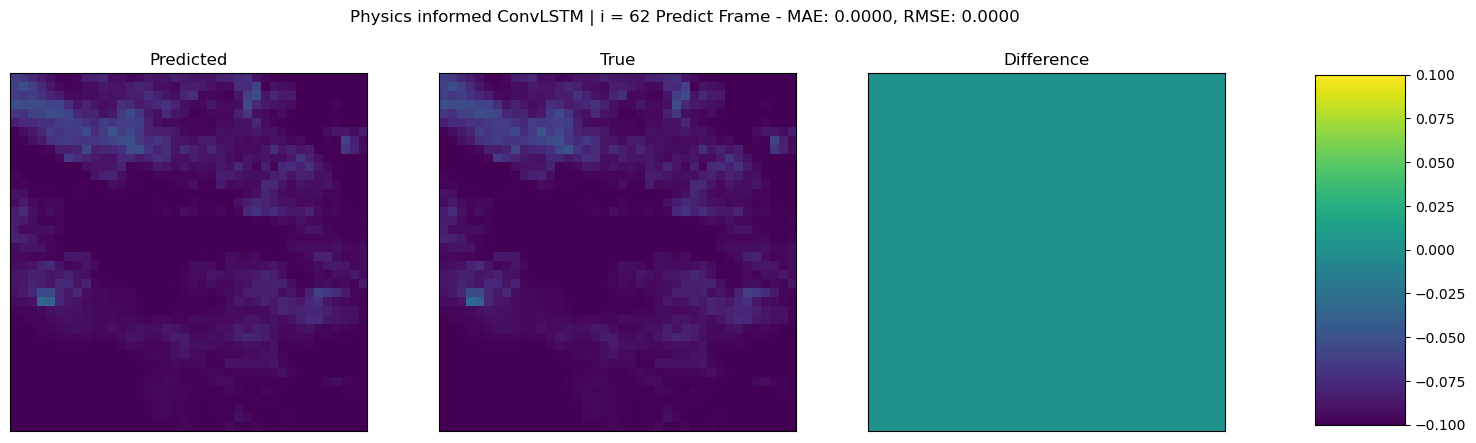 Physics informed ConvLSTM | i = 62 Predict Frame - MAE: 0.0000, RMSE: 0.0000
Predicted
True
Difference
0.100
0.075
0.050
0.025
0.000
−0.025
−0.050
−0.075
−0.100